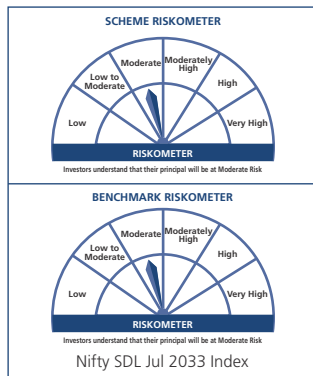 SCHEME RISKOMETER
Low
Low to
Moderate
Moderate
Moderately
High
High
Very High
RISKOMETER
Investors understand that their principal will be at Moderate Risk
BENCHMARK RISKOMETER
Low
Low to
Moderate
Moderate
Moderately
High
High
Very High
RISKOMETER
Investors understand that their principal will be at Moderate Risk
Nifty SDL Jul 2033 Index